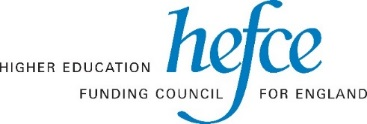 hefce
HIGHER EDUCATION
FUNDING COUNCIL FOR ENGLAND